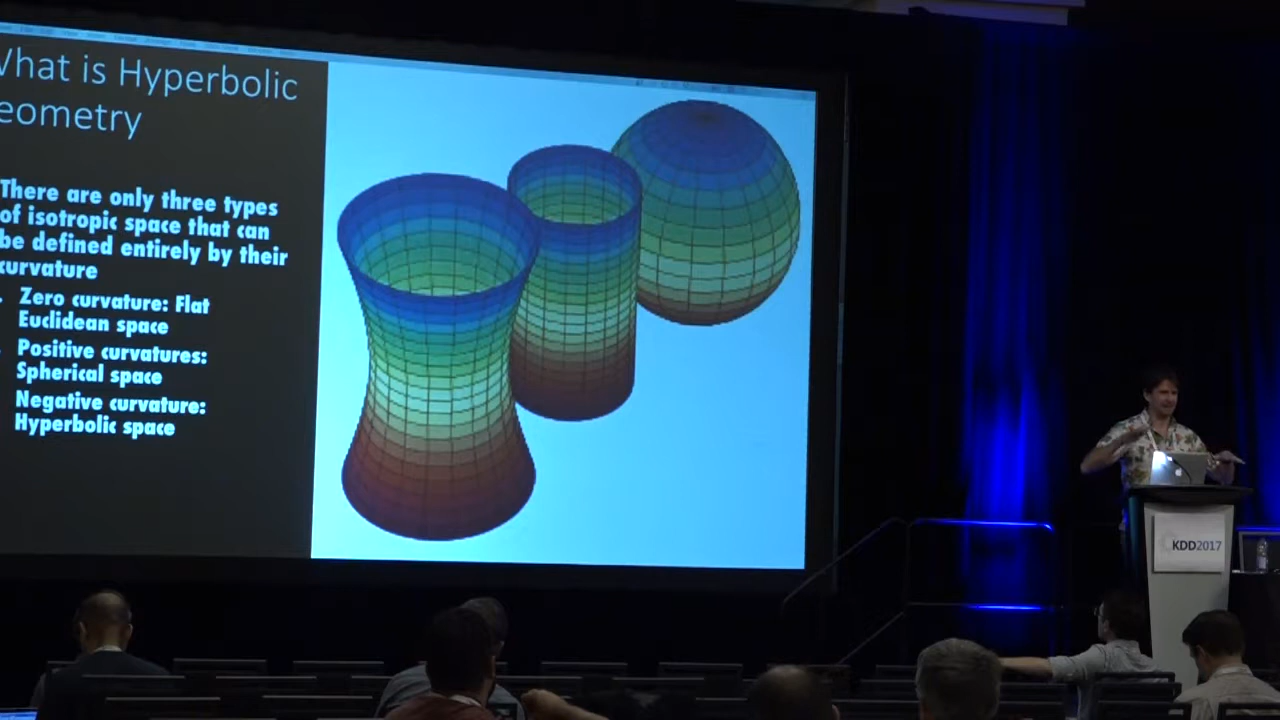 What is Hyperbolic
eometry
There are only three types
of isotropic space that can
be defined entirely by their
curvature
Zero curvature: Flat
Euclidean space
Positive curvatures:
Spherical space
Negative curvature:
Hyperbolic space
KDD2017